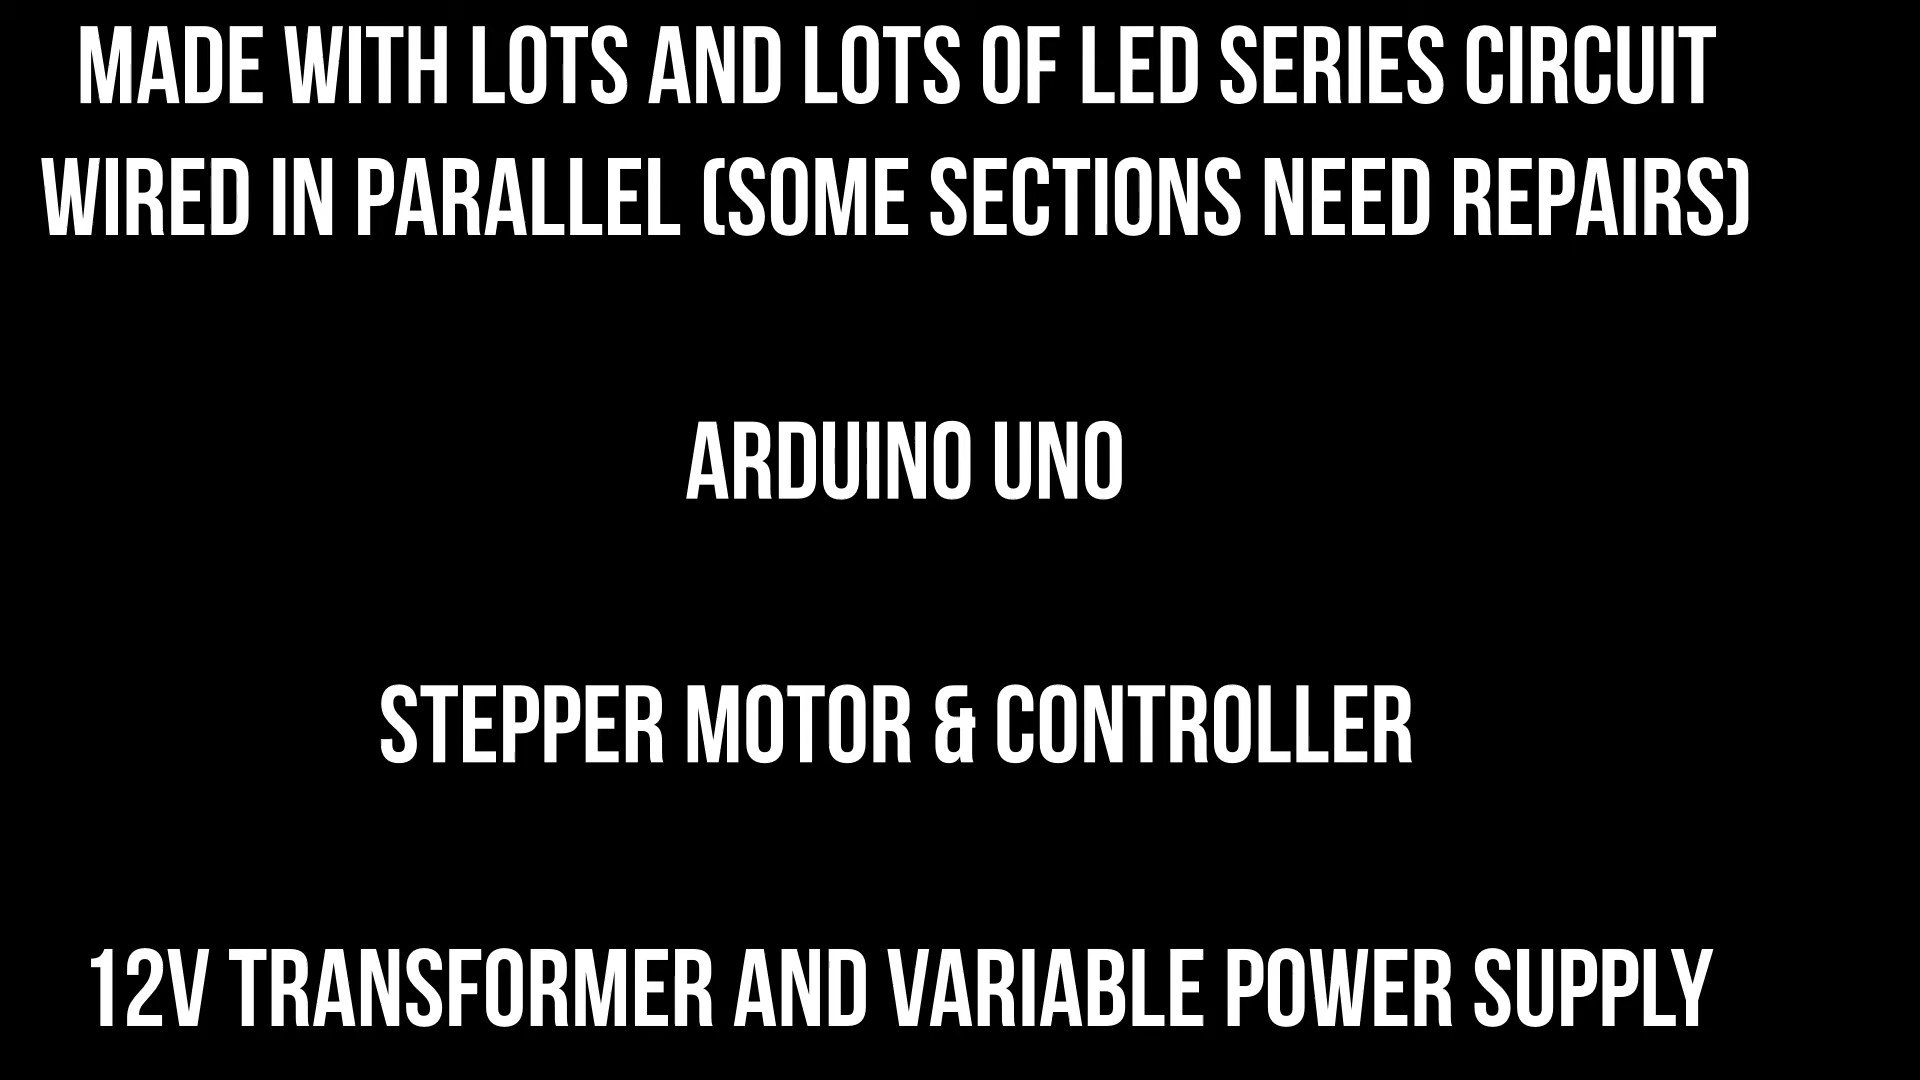 MADE WITH LOTS AND LOTS OF LED SERIES CIRCUIT
WIRED IN PARALLEL (SOME SECTIONS NEED REPAIRS)
ARDUINO UNO
STEPPER MOTOR & CONTROLLER
12V TRANSFORMER AND VARIABLE POWER SUPPLY